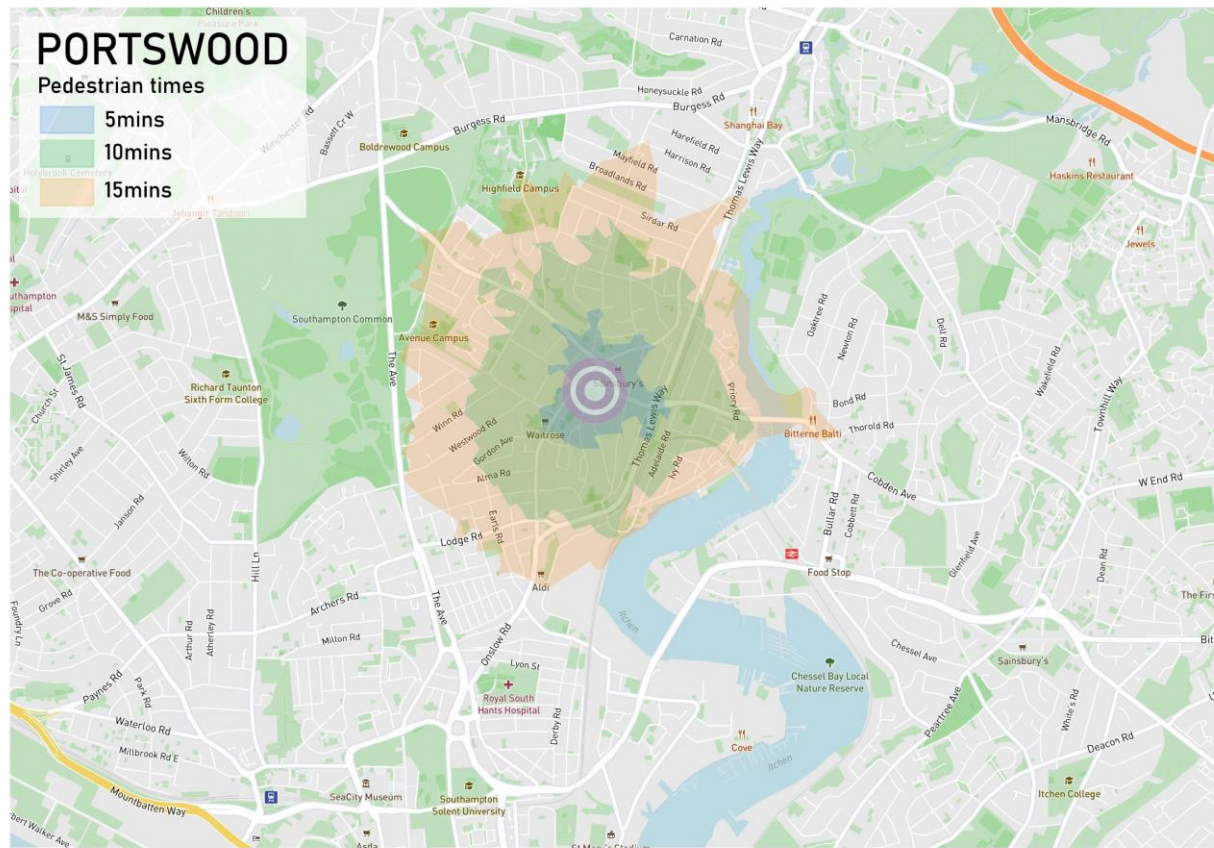 PORTSWOOD
Pedestrian times
5mins
10mins
15mins
Children's
Pleasure Park
Holybrook Cemetery
Jehangir Tandoori
Winchester Rd
Bassett Cr W
Boldrewood Campus
Burgess Rd
Honeysuckle Rd
Burgess Rd
Carnation Rd
Shanghai Bay
Harefield Rd
Harrison Rd
Mayfield Rd
Broadlands Rd
Highfield Campus
Sirdar Rd
Thomas Lewis Way
Mansbridge Rd
Haskins Restaurant
Jewels
M&S Simply Food
Southampton Common
Avenue Campus
The Ave
Richard Taunton
Sixth Form College
St James Rd
Church St
Shirley Ave
Wilton Rd
Janson Rd
Winn Rd
Westwood Rd
Gordon Ave
Alma Rd
Waitrose
Sainsbury's
Thomas Lewis Way
Adelaide Rd
Ivy Rd
Priory Rd
Bitterne Balti
Oaktree Rd
Newton Rd
Dell Rd
Bond Rd
Thorold Rd
Wakefield Rd
Townhill Way
Cobden Ave
W End Rd
Bullar Rd
Cobbett Rd
Glenfield Ave
Dean Rd
Earls Rd
Lodge Rd
Aldi
Hill Ln
The Co-operative Food
Grove Rd
Foundry Ln
Arthur Rd
Atherley Rd
Archers Rd
Milton Rd
The Ave
Onslow Rd
Lyon St
Royal South
Hants Hospital
Derby Rd
Itchen
Food Stop
Chessel Ave
Sainsbury's
Chessel Bay Local
Nature Reserve
Peartree Ave
White's Rd
Deacon Rd
Itchen College
Cove
Itchen
Paynes Rd
Park Rd
Waterloo Rd
Millbrook Rd E
Mountbatten Way
SeaCity Museum
Southampton
Solent University
Asda
St Mary's Stadium